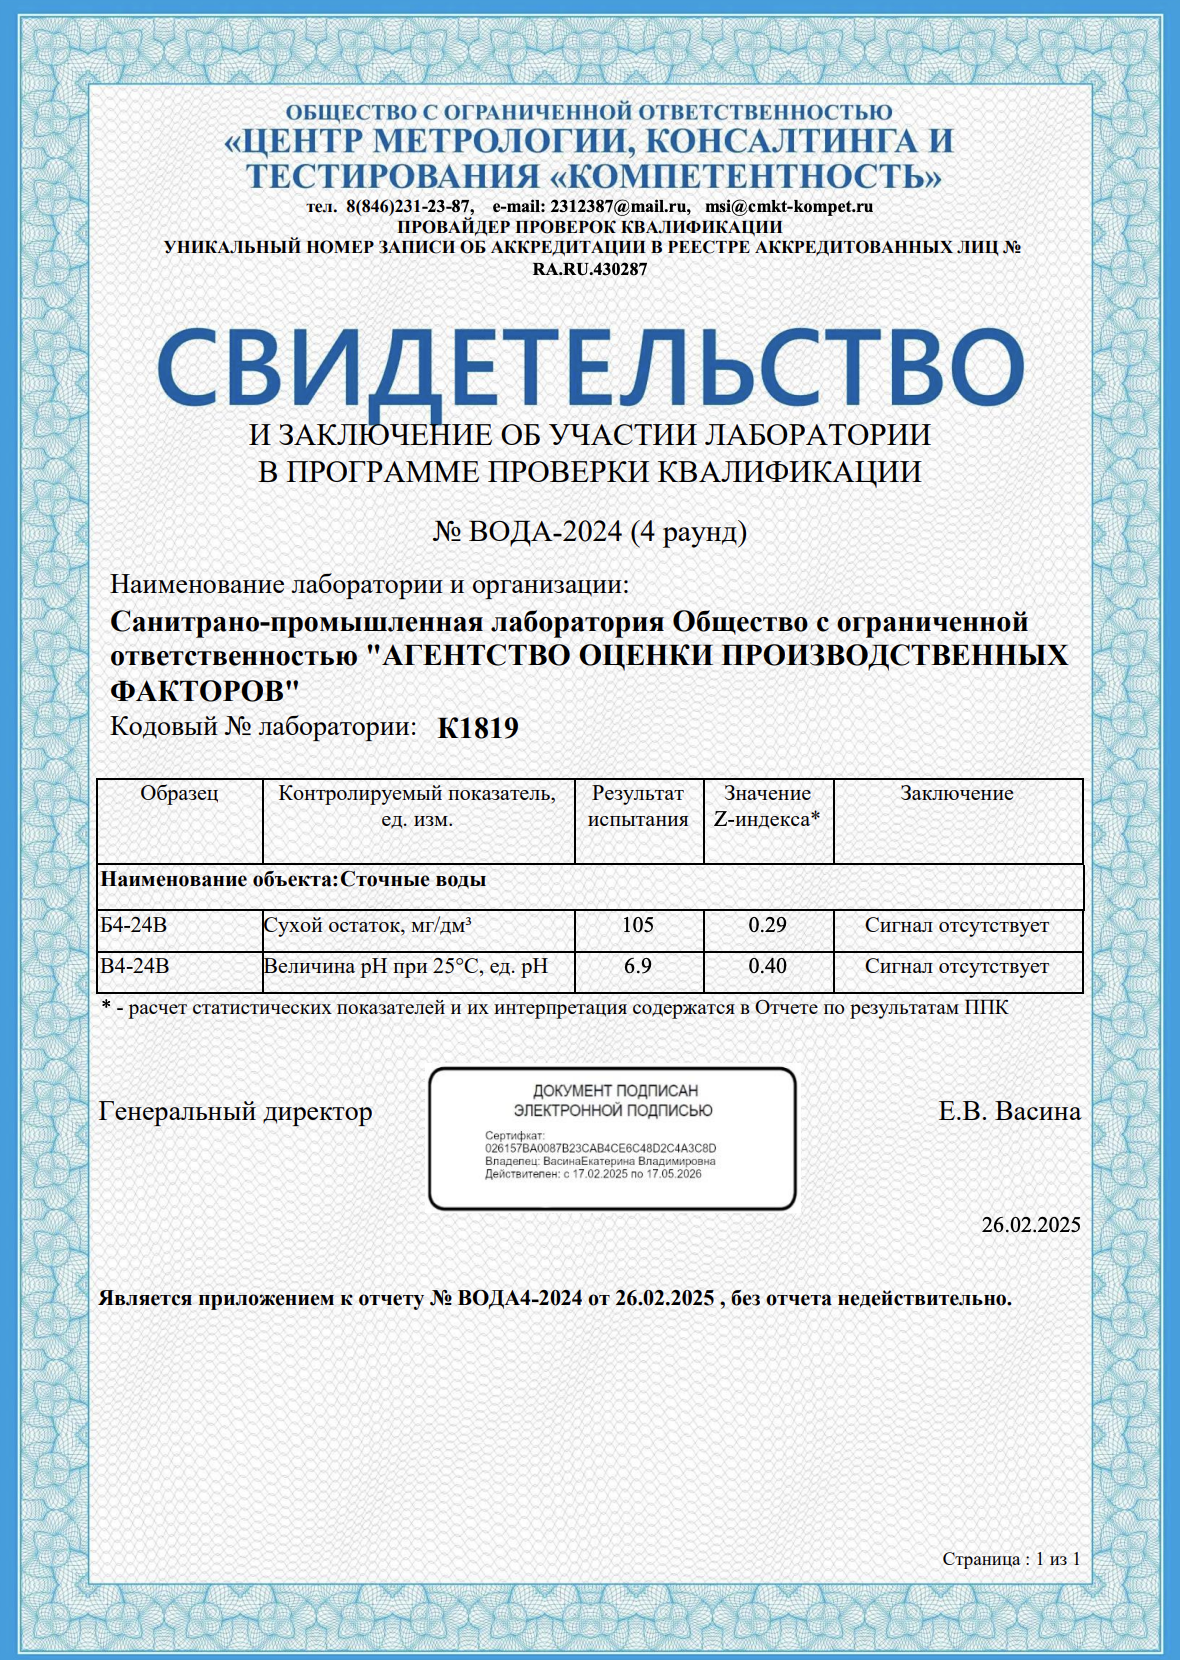 ОБЩЕСТВО С ОГРАНИЧЕННОЙ ОТВЕТСТВЕННОСТЬЮ
«ЦЕНТР МЕТРОЛОГИИ, КОНСАЛТИНГА И
ТЕСТИРОВАНИЯ «КОМПЕТЕНТНОСТЬ»
тел. 8(846)231-23-87, e-mail: 2312387@mail.ru, msi@cmkt-kompet.ru
ПРОВАЙДЕР ПРОВЕРОК КВАЛИФИКАЦИИ
УНИКАЛЬНЫЙ НОМЕР ЗАПИСИ ОБ АККРЕДИТАЦИИ В РЕЕСТРЕ АККРЕДИТОВАННЫХ ЛИЦ №
RA.RU.430287
СВИДЕТЕЛЬСТВО
И ЗАКЛЮЧЕНИЕ ОБ УЧАСТИИ ЛАБОРАТОРИИ
В ПРОГРАММЕ ПРОВЕРКИ КВАЛИФИКАЦИИ
№ ВОДА-2024 (4 раунд)
Наименование лаборатории и организации:
Санитрано-промышленная лаборатория Общество с ограниченной
ответственностью "АГЕНТСТВО ОЦЕНКИ ПРОИЗВОДСТВЕННЫХ
ФАКТОРОВ"
Кодовый № лаборатории: К1819
Образец Контролируемый показатель, ед. изм. Результат испытания Значение Z-индекса* Заключение
Наименование объекта:Сточные воды
Б4-24В Сухой остаток, мг/дм³ 105 0.29 Сигнал отсутствует
В4-24В Величина pH при 25°С, ед. pH 6.9 0.40 Сигнал отсутствует
* - расчет статистических показателей и их интерпретация содержатся в Отчете по результатам ППК
ДОКУМЕНТ ПОДПИСАН
ЭЛЕКТРОННОЙ ПОДПИСЬЮ
Генеральный директор Е.В. Васина
Сертифкат:
026157BA0087B23CAB4CE6C48D2C4A3C8D
Владелец: ВасинаЕкатерина Владимировна
Действителен: с 17.02.2025 по 17.05.2026
26.02.2025
Является приложением к отчету № ВОДА4-2024 от 26.02.2025 , без отчета недействительно.
Страница : 1 из 1